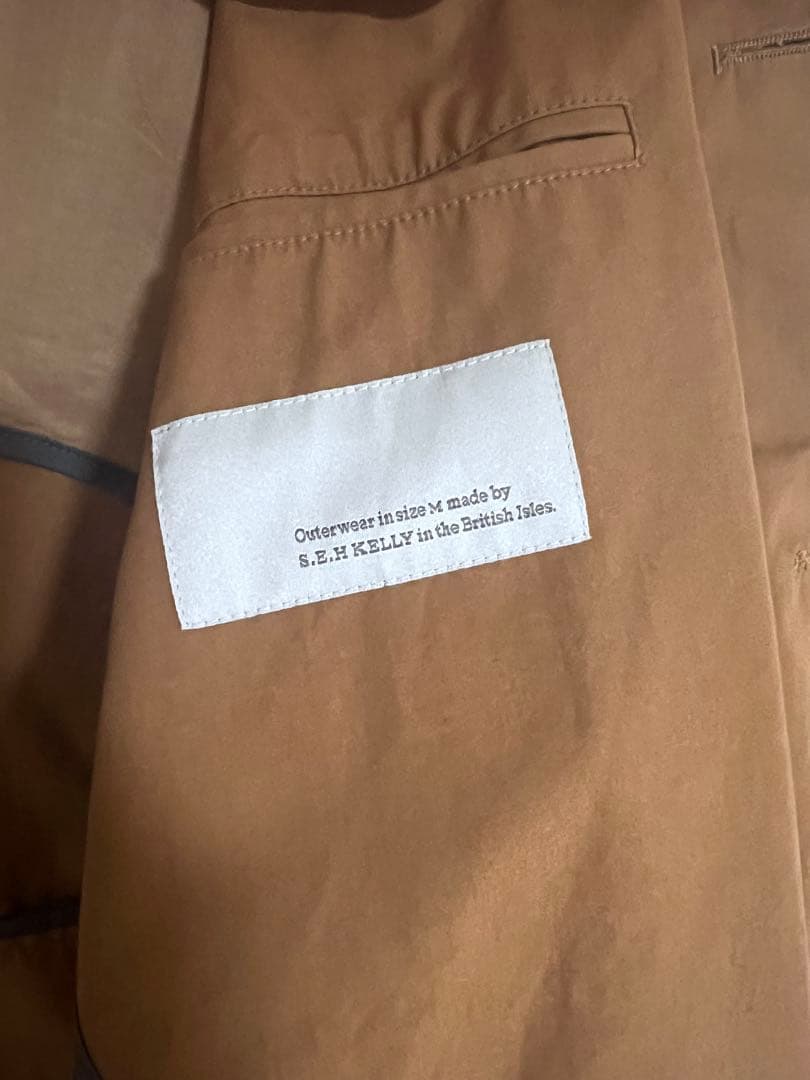 Outerwear in size M made by
S.E.H KELLY in the British Isles.